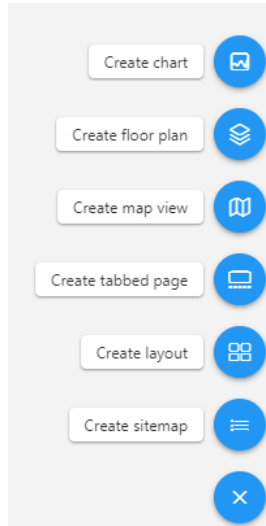 Create chart
Create floor plan
Create map view
Create tabbed page
Create layout
Create sitemap